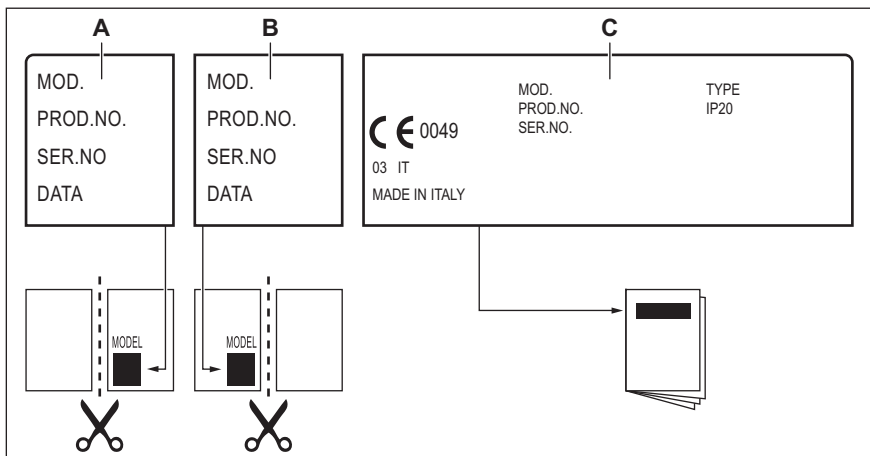 A
B
C
MOD.
PROD.NO.
SER.NO
DATA
MOD.
PROD.NO.
SER.NO
DATA
MOD.
PROD.NO.
SER.NO.
TYPE
IP20
CE 0049
03 IT
MADE IN ITALY
MODEL
MODEL